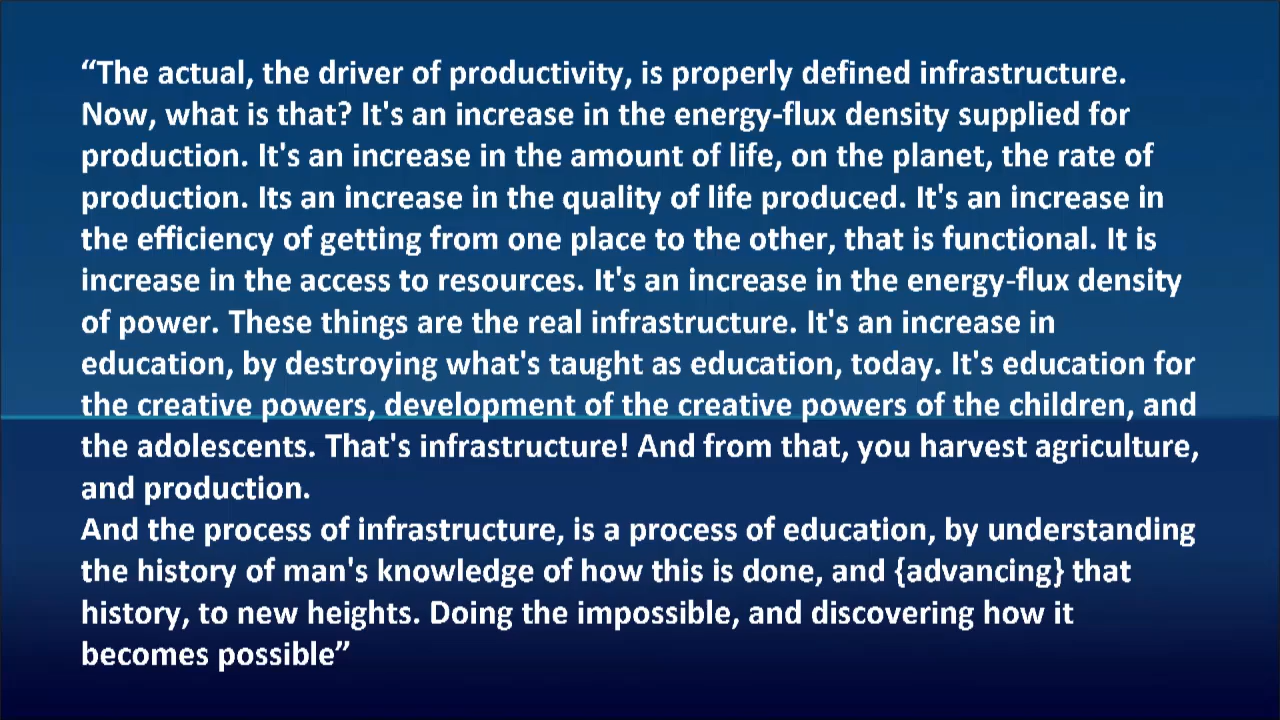 “The actual, the driver of productivity, is properly defined infrastructure.
Now, what is that? It's an increase in the energy-flux density supplied for
production. It's an increase in the amount of life, on the planet, the rate of
production. Its an increase in the quality of life produced. It's an increase in
the efficiency of getting from one place to the other, that is functional. It is
increase in the access to resources. It's an increase in the energy-flux density
of power. These things are the real infrastructure. It's an increase in
education, by destroying what's taught as education, today. It's education for
the creative powers, development of the creative powers of the children, and
the adolescents. That's infrastructure! And from that, you harvest agriculture,
and production.
And the process of infrastructure, is a process of education, by understanding
the history of man's knowledge of how this is done, and {advancing} that
history, to new heights. Doing the impossible, and discovering how it
becomes possible”